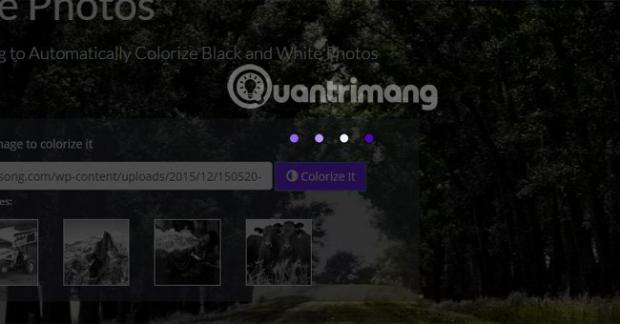 e Photos
g to Automatically Colorize Black and White Photos
Quantrimang
mage to colorize it
song.com/wp-content/uploads/2015/12/150520-
Colorize It
es: